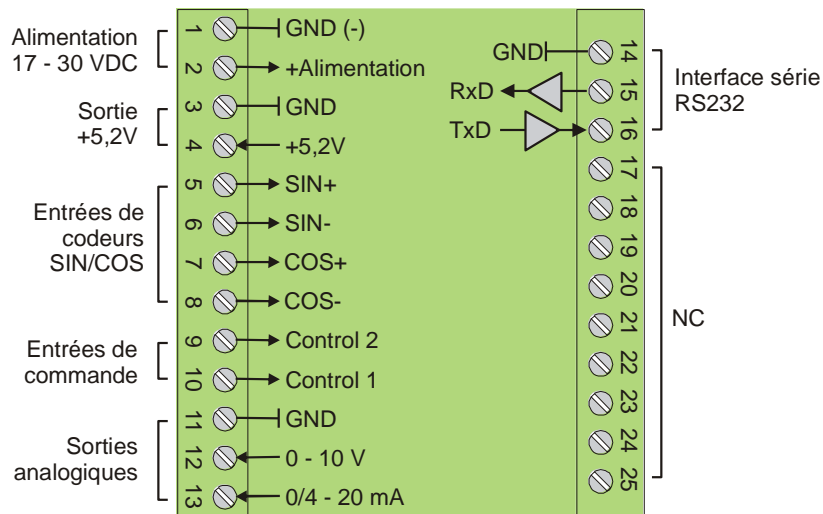 Alimentation
17 - 30 VDC
Sortie
+5,2V
Entrées de
codeurs
SIN/COS
Entrées de
commande
Sorties
analogiques
1 GND (-)
2 +Alimentation
3 GND
4 +5,2V
5 SIN+
6 SIN-
7 COS+
8 COS-
9 Control 2
10 Control 1
11 GND
12 0 - 10 V
13 0/4 - 20 mA
GND 14
RxD 15
TxD 16
17
18
19
20
21
22
23
24
25
Interface série
RS232
NC